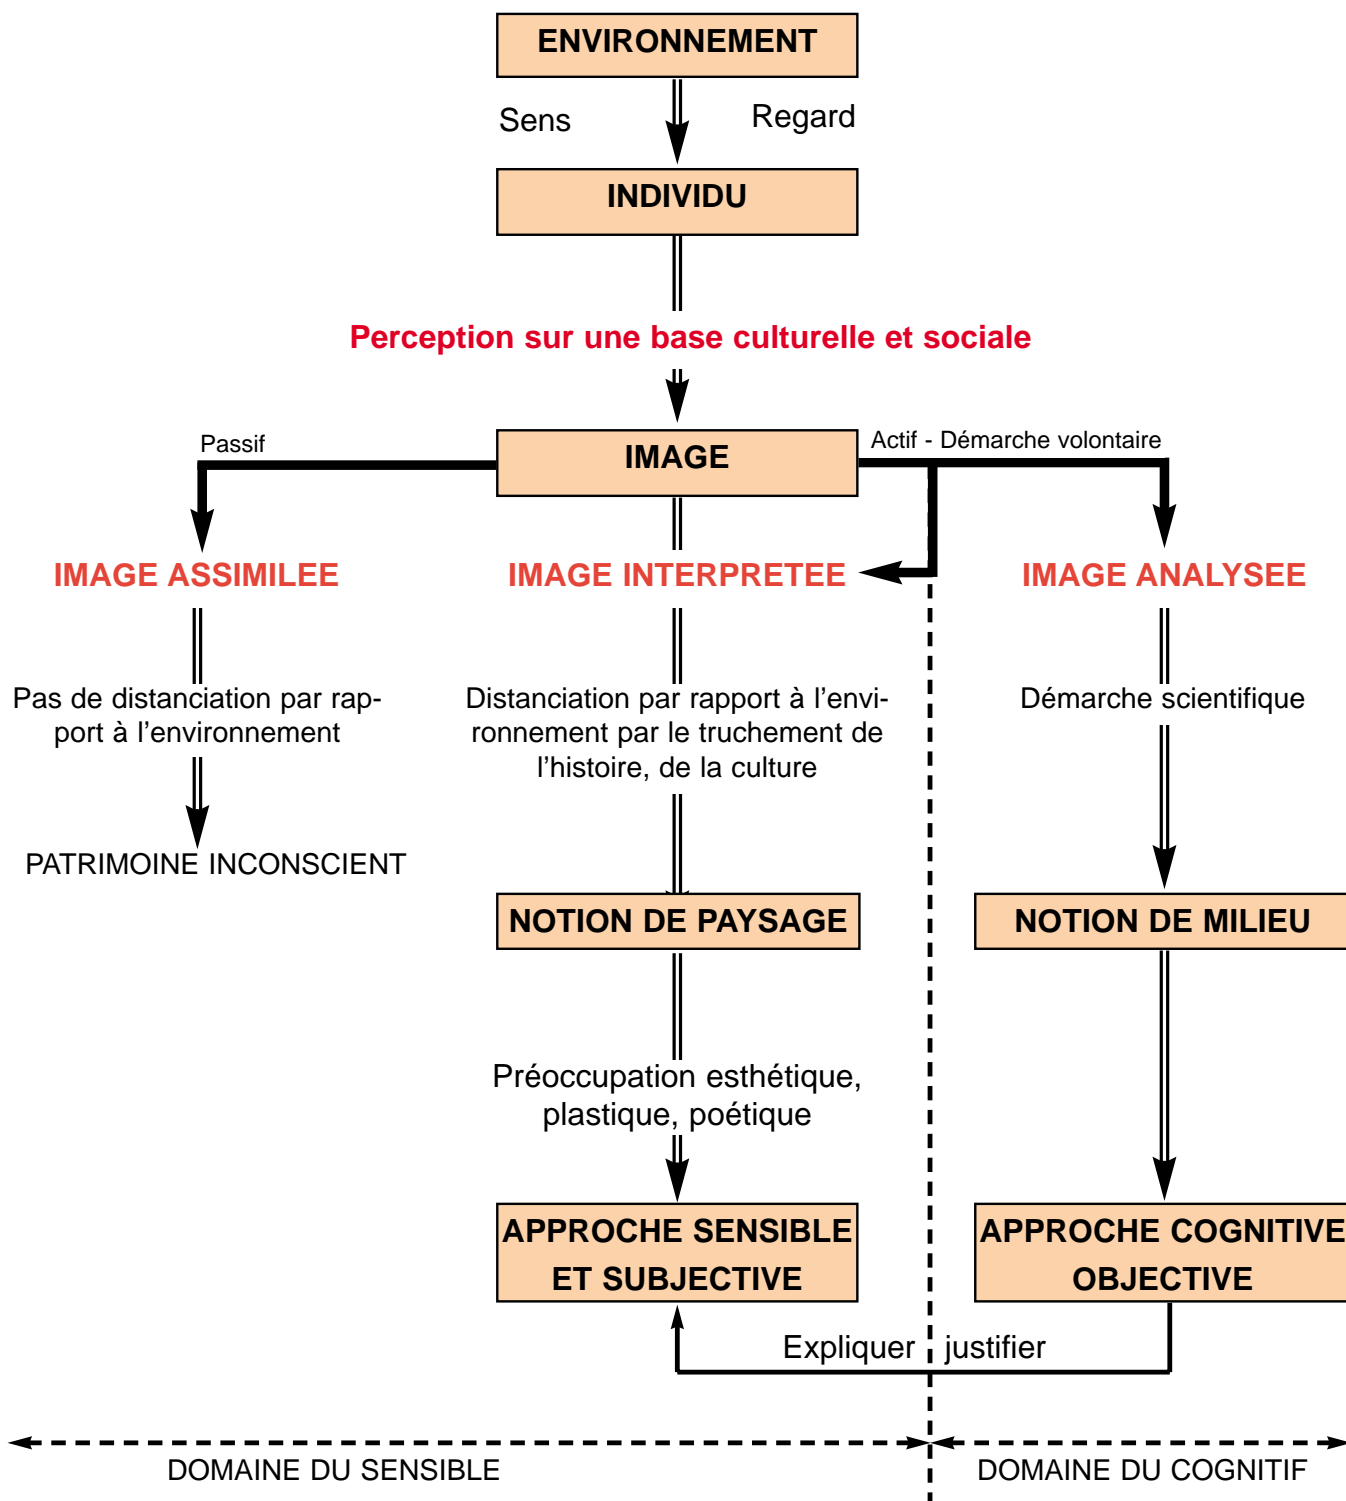 ENVIRONNEMENT
Sens
Regard
INDIVIDU
Perception sur une base culturelle et sociale
Passif
IMAGE
Actif - Démarche volontaire
IMAGE ASSIMILEE
IMAGE INTERPRETEE
IMAGE ANALYSEE
Pas de distanciation par rap-
port à l’environnement
Distanciation par rapport à l’envi-
ronnement par le truchement de
l’histoire, de la culture
Démarche scientifique
PATRIMOINE INCONSCIENT
NOTION DE PAYSAGE
NOTION DE MILIEU
Préoccupation esthétique,
plastique, poétique
APPROCHE SENSIBLE
ET SUBJECTIVE
APPROCHE COGNITIVE
OBJECTIVE
Expliquer justifier
DOMAINE DU SENSIBLE
DOMAINE DU COGNITIF